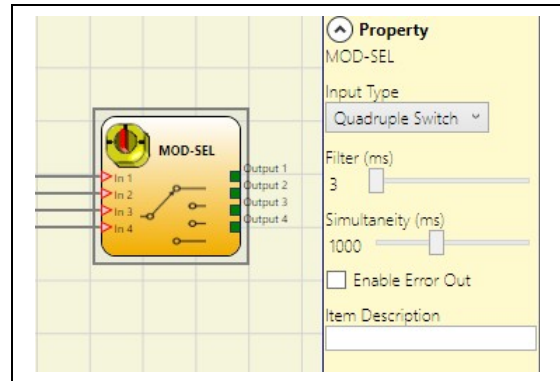 MOD-SEL
In 1
In 2
In 3
In 4
Output 1
Output 2
Output 3
Output 4
Property
MOD-SEL
Input Type
Quadruple Switch
Filter (ms)
3
Simultaneity (ms)
1000
Enable Error Out
Item Description